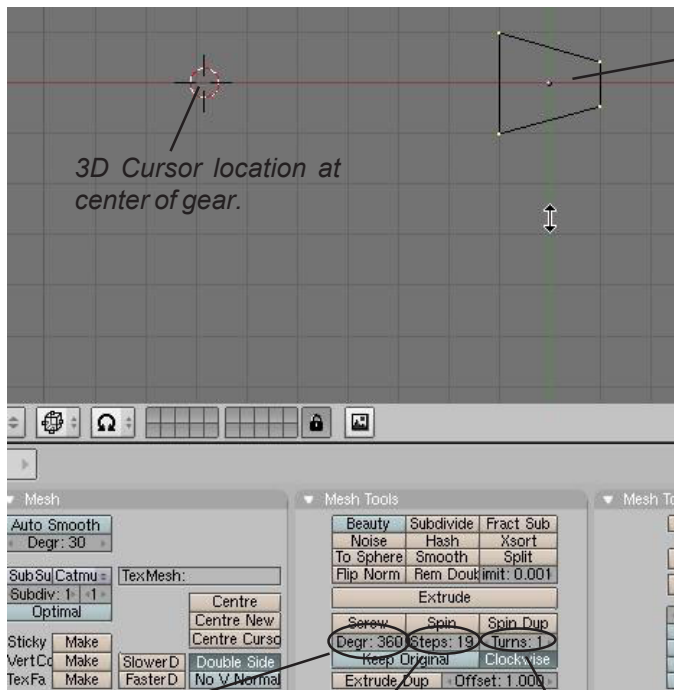 3D Cursor location at
center of gear.
Mesh
Mesh Tools
Mesh To
Auto Smooth
Degr: 30
SubSu
Catmu
Subdiv: 1
1
Optimal
TexMesh:
Centre
Centre New
Centre Curso
Sticky
Make
VertCo
Make
TexFa
Make
SlowerD
Double Side
FasterD
No V.Normal
Beauty
Subdivide
Fract Sub
Noise
Hash
Xsort
To Sphere
Smooth
Split
Flip Norm
Rem Doub
imit: 0.001
Extrude
Screw
Spin
Spin Dup
Degr: 360
Steps: 19
Turns: 1
Keep Original
Clockwise
Extrude Dup
Offset: 1.000